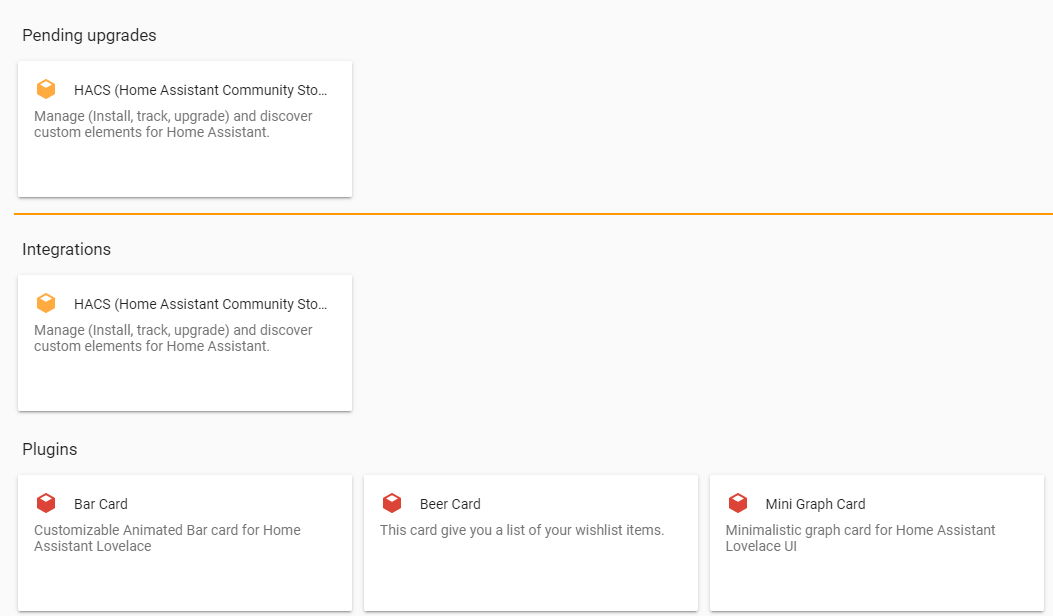 Pending upgrades
HACS (Home Assistant Community Sto...
Manage (Install, track, upgrade) and discover
custom elements for Home Assistant.
Integrations
HACS (Home Assistant Community Sto...
Manage (Install, track, upgrade) and discover
custom elements for Home Assistant.
Plugins
Bar Card
Customizable Animated Bar card for Home
Assistant Lovelace
Beer Card
This card give you a list of your wishlist items.
Mini Graph Card
Minimalistic graph card for Home Assistant
Lovelace UI